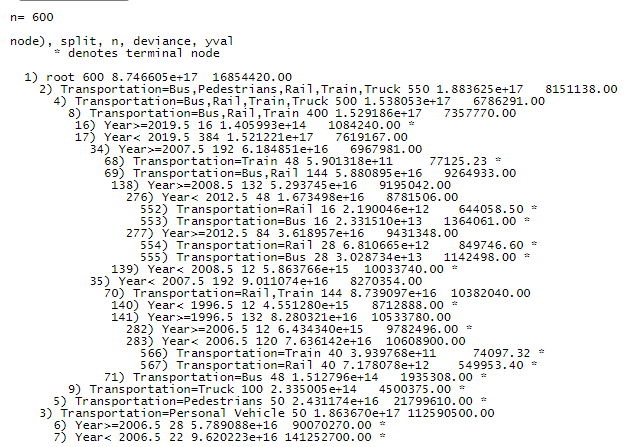 n= 600
node), split, n, deviance, yval
* denotes terminal node
1) root 600 8.746605e+17 16854420.00
2) Transportation=Bus,Pedestrians,Rail,Train,Truck 550 1.883625e+17 8151138.00
4) Transportation=Bus,Rail,Train,Truck 500 1.538053e+17 6786291.00
8) Transportation=Bus,Rail,Train 400 1.529186e+17 7357770.00
16) Year>=2019.5 16 1.405993e+14 1084240.00 *
17) Year< 2019.5 384 1.521221e+17 7619167.00
34) Year>=2007.5 192 6.184851e+16 6967981.00
68) Transportation=Train 48 5.901318e+11 77125.23 *
69) Transportation=Bus,Rail 144 5.880895e+16 9264933.00
138) Year>=2008.5 132 5.293745e+16 9195042.00
276) Year< 2012.5 48 1.673498e+17 8781506.00
552) Transportation=Rail 16 2.190046e+12 644058.50 *
553) Transportation=Bus 16 2.331510e+13 1364061.00 *
277) Year>=2012.5 84 3.618957e+16 9431348.00
554) Transportation=Rail 28 6.810665e+12 849746.60 *
555) Transportation=Bus 28 3.028734e+13 1142498.00 *
139) Year< 2008.5 12 5.863766e+15 10033740.00 *
35) Year< 2007.5 192 9.011074e+16 8270354.00
70) Transportation=Rail,Train 144 8.739097e+16 10382040.00
140) Year< 1996.5 12 4.551280e+15 8712888.00 *
141) Year>=1996.5 132 8.280321e+16 10533780.00
282) Year>=2006.5 12 6.434340e+15 9782496.00 *
283) Year< 2006.5 120 7.636142e+16 10608900.00
566) Transportation=Train 40 3.939768e+11 74097.32 *
567) Transportation=Rail 40 7.178078e+12 549953.40 *
71) Transportation=Bus 48 1.512796e+14 1935308.00 *
9) Transportation=Truck 100 2.335005e+14 4500375.00 *
5) Transportation=Pedestrians 50 2.431174e+16 21799610.00 *
3) Transportation=Personal Vehicle 50 1.863670e+17 112590500.00
6) Year>=2006.5 28 5.789088e+16 90070270.00 *
7) Year< 2006.5 22 9.620223e+16 141252700.00 *